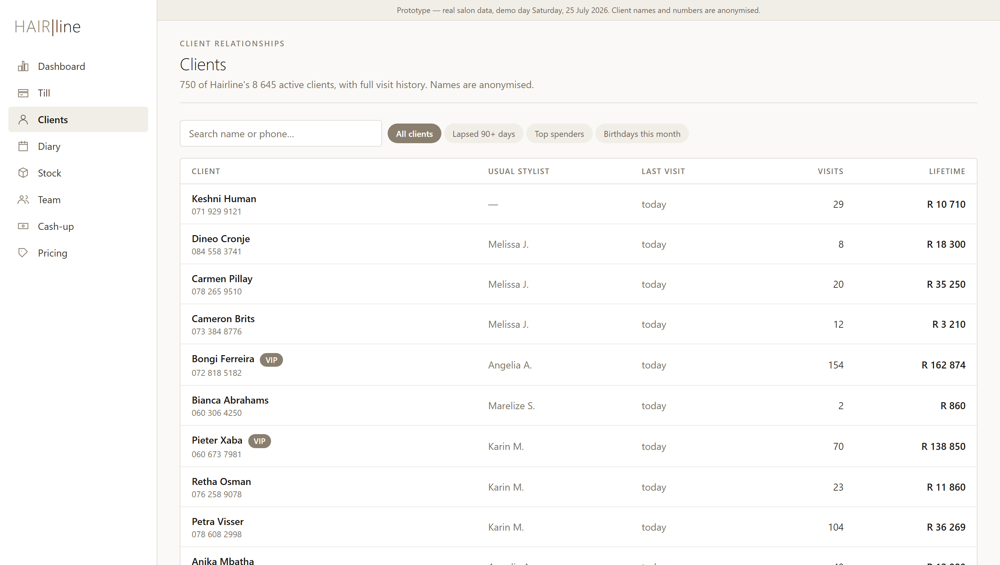 HAIR|line
Dashboard
Till
Clients
Diary
Stock
Team
Cash-up
Pricing
Prototype — real salon data, demo day Saturday, 25 July 2026. Client names and numbers are anonymised.
CLIENT RELATIONSHIPS
Clients
750 of Hairline's 8 645 active clients, with full visit history. Names are anonymised.
Search name or phone...
All clients
Lapsed 90+ days
Top spenders
Birthdays this month
CLIENT USUAL STYLIST LAST VISIT VISITS LIFETIME
Keshni Human — today 29 R 10 710
071 929 9121
Dineo Cronje Melissa J. today 8 R 18 300
084 558 3741
Carmen Pillay Melissa J. today 20 R 35 250
078 265 9510
Cameron Brits Melissa J. today 12 R 3 210
073 384 8776
Bongi Ferreira VIP Angelia A. today 154 R 162 874
072 818 5182
Bianca Abrahams Marelize S. today 2 R 860
060 306 4250
Pieter Xaba VIP Karin M. today 70 R 138 850
060 673 7981
Retha Osman Karin M. today 23 R 11 860
076 258 9078
Petra Visser Karin M. today 104 R 36 269
078 608 2998
Anika Mbatha